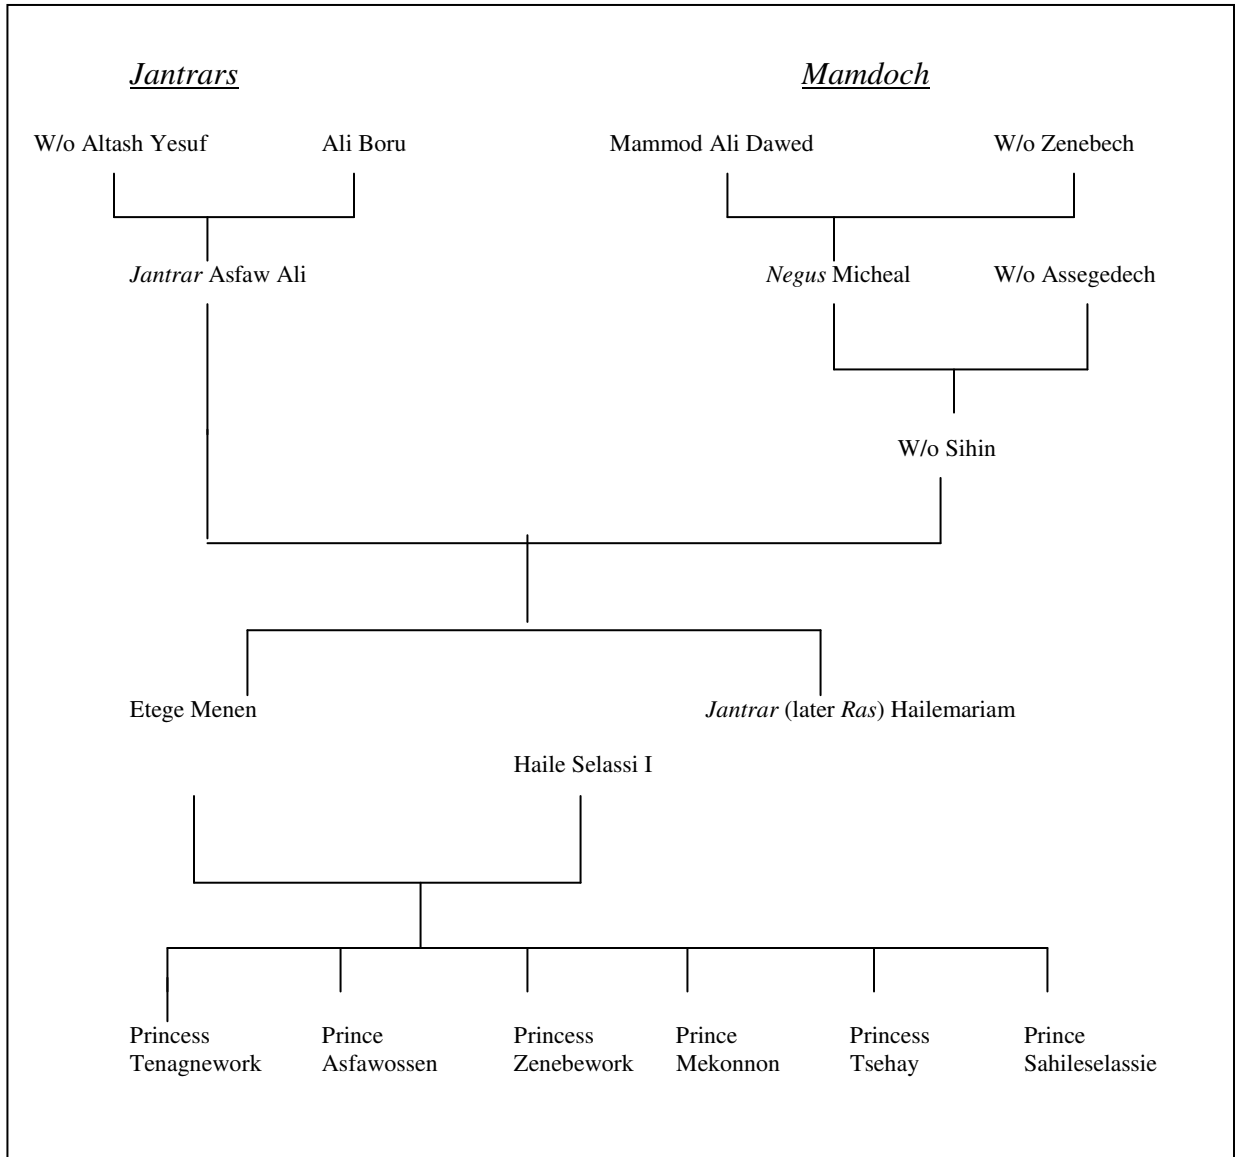 Jantrars Mamdoch
W/o Altash Yesuf Ali Boru Mammod Ali Dawed W/o Zenebech
Jantrar Asfaw Ali Negus Micheal W/o Assegedech
W/o Sihin
Etege Menen Jantrar (later Ras) Hailemariam
Haile Selassi I
Princess Prince Princess Prince Princess Prince
Tenagnework Asfawossen Zenebework Mekonnon Tsehay Sahileselassie